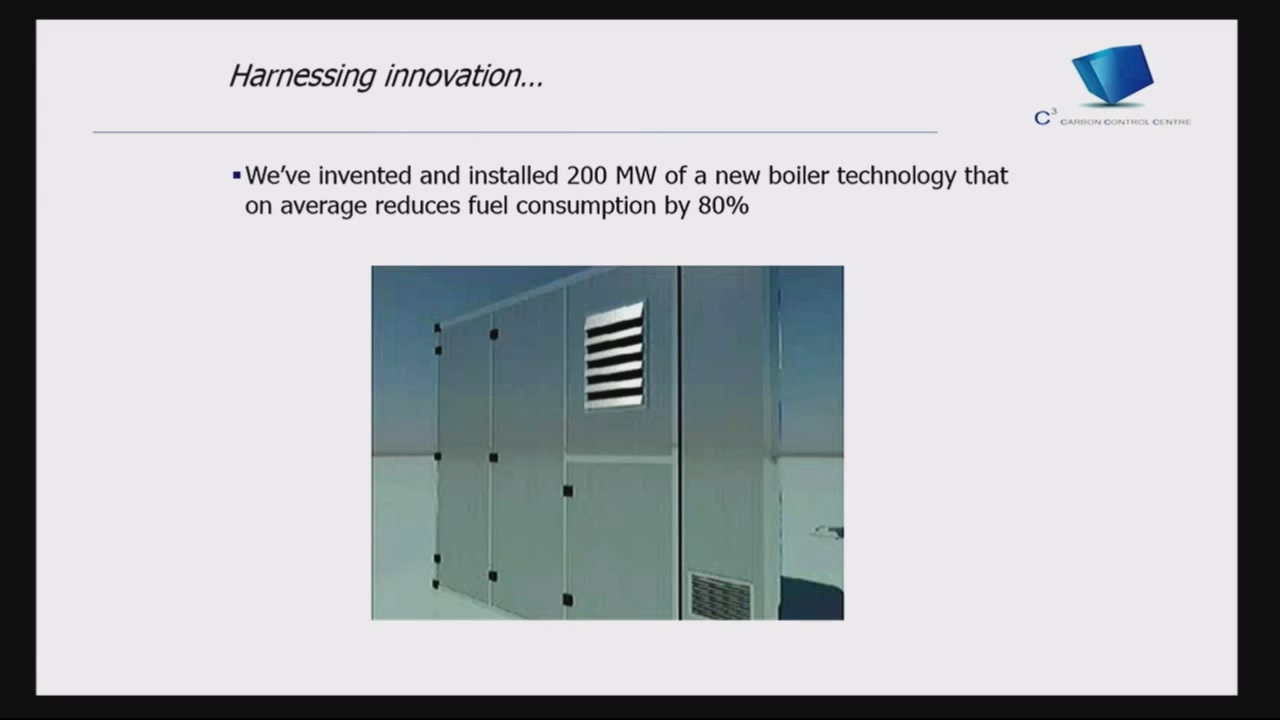 Harnessing innovation...
C³ CARBON CONTROL CENTRE
▪We've invented and installed 200 MW of a new boiler technology that
on average reduces fuel consumption by 80%